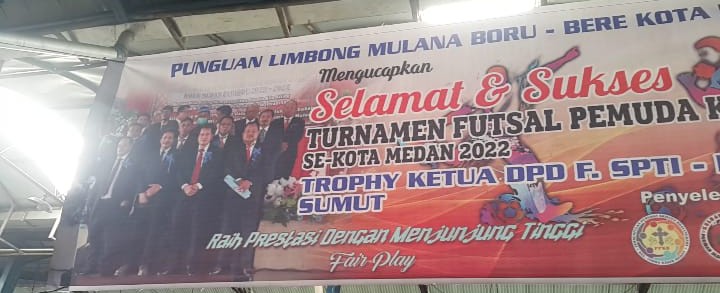 PUNGUAN LIMBONG MULANA BORU - BERE KOTA
Mengucapkan
Selamat & Sukses
TURNAMEN FUTSAL PEMUDA K
SE-KOTA MEDAN 2022
TROPHY KETUA DPD F. SPTI -
SUMUT
Penyele
Raih Prestasi Dengan Menjunjung Tinggi
Fair Play